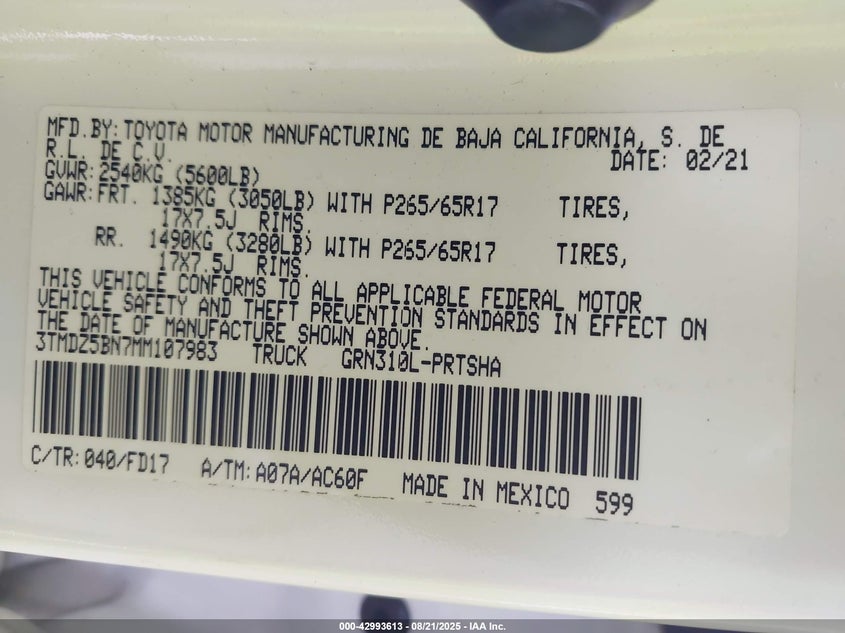 MFD.BY:TOYOTA MOTOR MANUFACTURING DE BAJA CALIFORNIA, S. DE
R.L. DE C.V. DATE: 02/21
GVWR:2540KG (5600LB)
GAWR:FRT. 1385KG (3050LB) WITH P265/65R17 TIRES,
17X7.5J RIMS.
RR. 1490KG (3280LB) WITH P265/65R17 TIRES,
17X7.5J RIMS.
THIS VEHICLE CONFORMS TO ALL APPLICABLE FEDERAL MOTOR
VEHICLE SAFETY AND THEFT PREVENTION STANDARDS IN EFFECT ON
THE DATE OF MANUFACTURE SHOWN ABOVE.
3TMDZ5BN7MM107983 TRUCK GRN310L-PRTSHA
C/TR:040/FD17 A/TM:A07A/AC60F MADE IN MEXICO 599
000-42993613 - 08/21/2025 - IAA Inc.